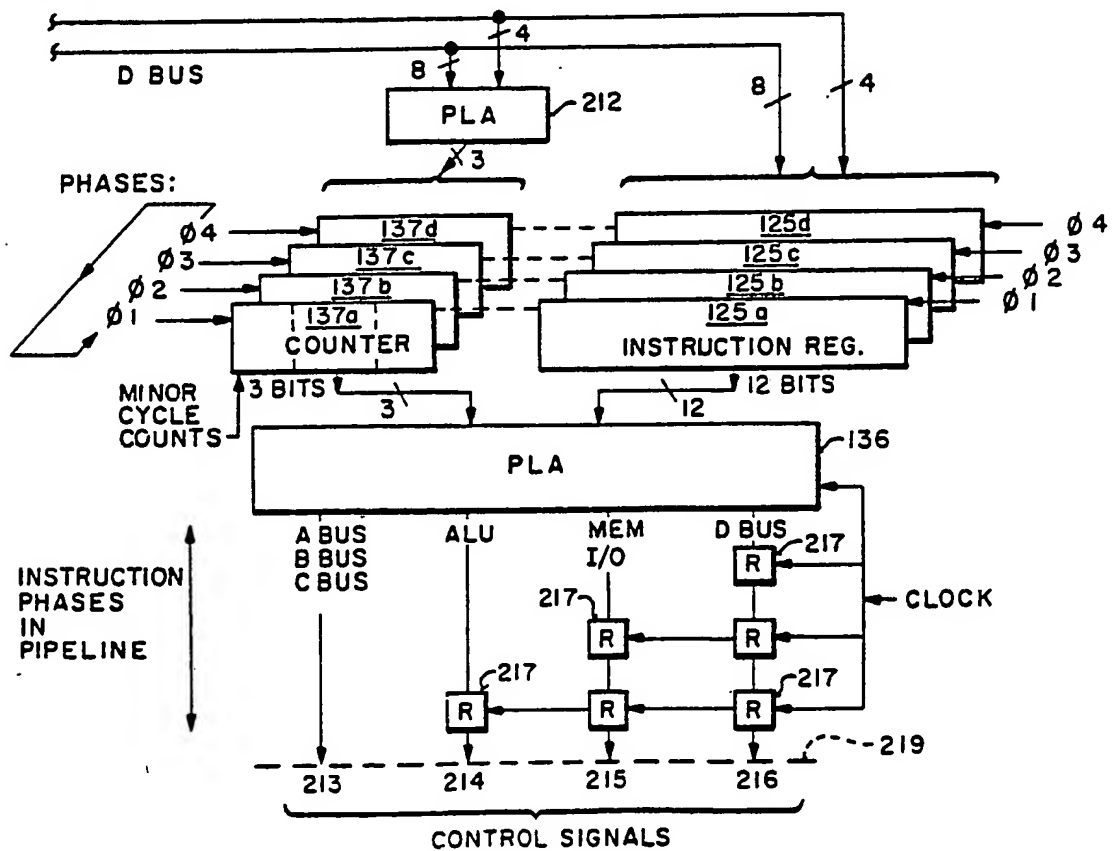 4
D BUS
8
PLA
212
8
4
3
PHASES:
137d
125d
Ø4
Ø4
137c
125c
Ø3
Ø3
137b
125b
Ø2
Ø2
137a
125a
Ø1
Ø1
COUNTER
INSTRUCTION REG.
MINOR
CYCLE
COUNTS
3 BITS
12 BITS
3
12
PLA
136
A BUS
B BUS
C BUS
ALU
MEM
I/O
D BUS
217
R
INSTRUCTION
PHASES
IN
PIPELINE
CLOCK
217
R
R
217
R
R
R
217
219
213
214
215
216
CONTROL SIGNALS